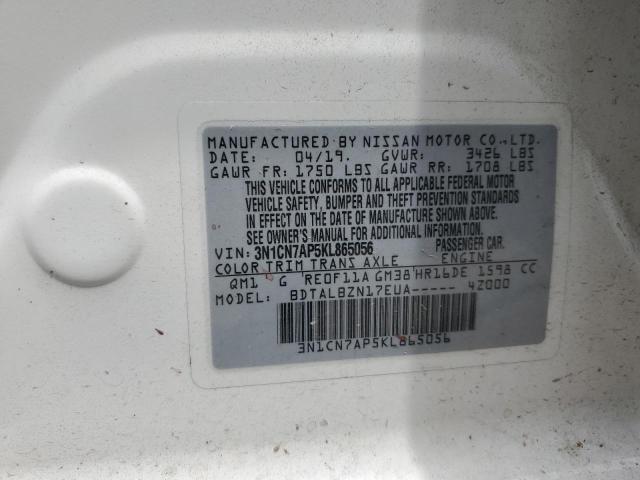 MANUFACTURED BY NISSAN MOTOR CO.,LTD.
DATE: 04/19. GVWR: 3426 LBS
GAWR FR: 1750 LBS GAWR RR: 1708 LBS
THIS VEHICLE CONFORMS TO ALL APPLICABLE FEDERAL MOTOR
VEHICLE SAFETY, BUMPER AND THEFT PREVENTION STANDARDS
IN EFFECT ON THE DATE OF MANUFACTURE SHOWN ABOVE.
SEE OWNER'S MANUAL FOR ADDITIONAL INFORMATION.
VIN: 3N1CN7AP5KL865056 PASSENGER CAR.
COLOR TRIM TRANS AXLE ENGINE
QM1 G RE0F11A GM38 HR16DE 1598 CC
MODEL: BDTALBZN17EUA----- 4Z000
3N1CN7AP5KL865056